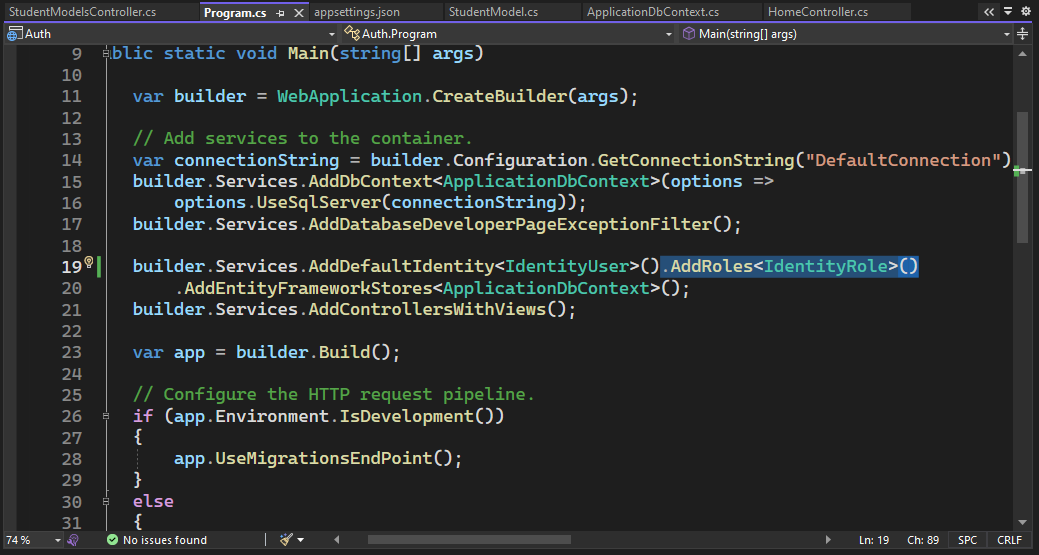 StudentModelsController.cs Program.cs appsettings.json StudentModel.cs ApplicationDbContext.cs HomeController.cs
Auth Auth.Program Main(string[] args)
9 blic static void Main(string[] args)
10
11 var builder = WebApplication.CreateBuilder(args);
12
13 // Add services to the container.
14 var connectionString = builder.Configuration.GetConnectionString("DefaultConnection")
15 builder.Services.AddDbContext<ApplicationDbContext>(options =>
16 options.UseSqlServer(connectionString));
17 builder.Services.AddDatabaseDeveloperPageExceptionFilter();
18
19 builder.Services.AddDefaultIdentity<IdentityUser>().AddRoles<IdentityRole>()
20 .AddEntityFrameworkStores<ApplicationDbContext>();
21 builder.Services.AddControllersWithViews();
22
23 var app = builder.Build();
24
25 // Configure the HTTP request pipeline.
26 if (app.Environment.IsDevelopment())
27 {
28 app.UseMigrationsEndPoint();
29 }
30 else
31 {
74 % No issues found Ln: 19 Ch: 89 SPC CRLF